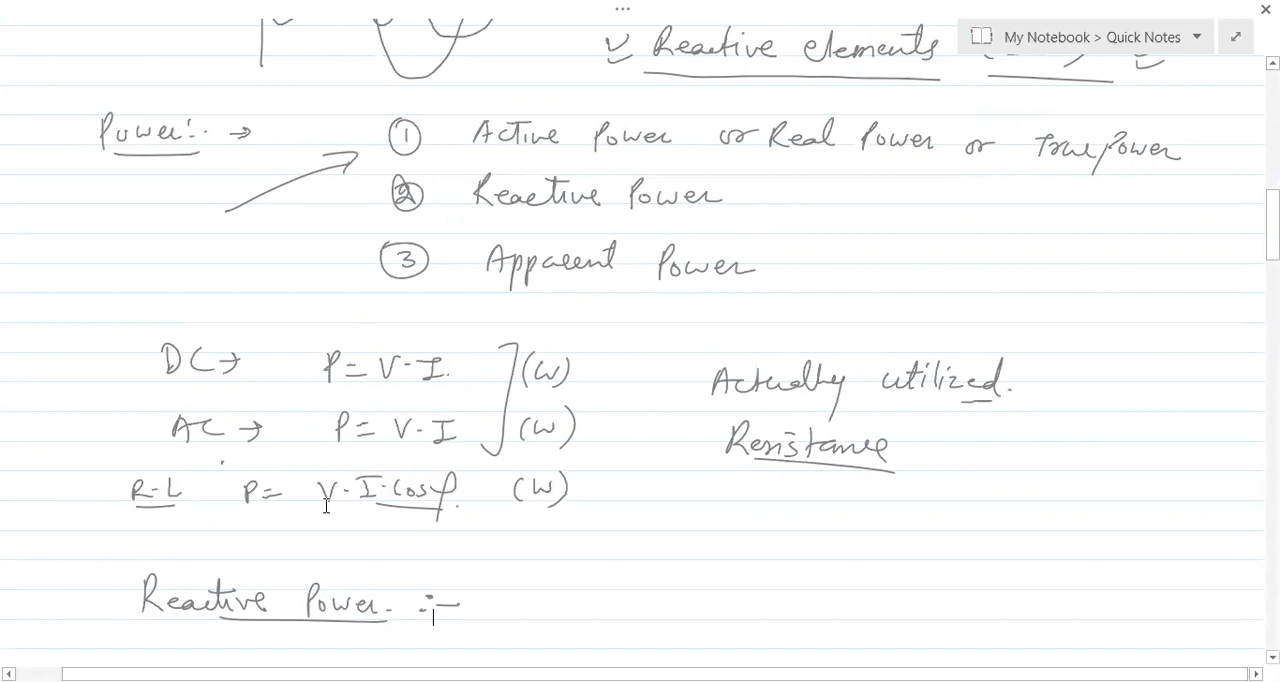 ...
Reactive elements
My Notebook > Quick Notes
Power :- → ① Active Power or Real Power or True Power
② Reactive Power
③ Apparent Power
DC → P = V·I. (W) Actually utilized.
AC → P = V·I (W) Resistance
R-L P = V·I·Cosφ. (W)
Reactive Power :-